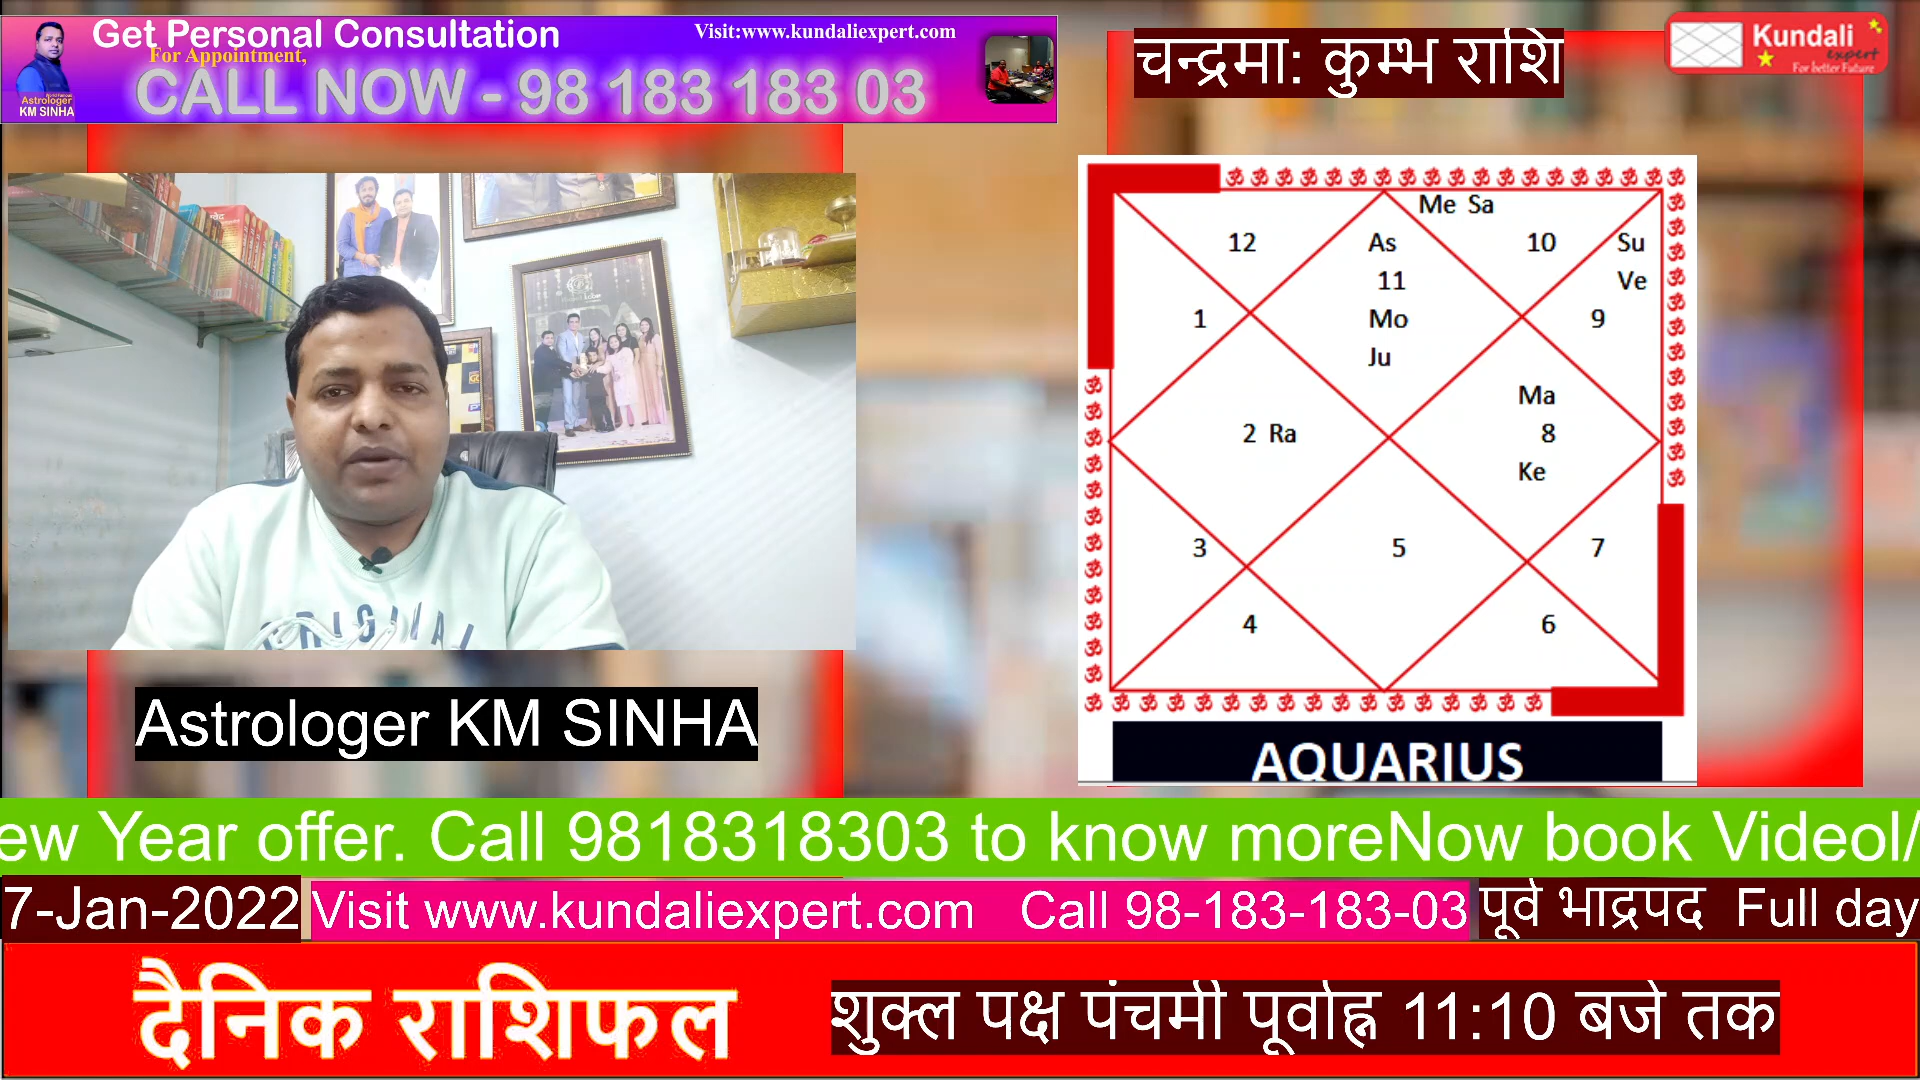 Get Personal Consultation
For Appointment,
CALL NOW - 98 183 183 03
Visit:www.kundaliexpert.com
World Famous
Astrologer
KM SINHA
चन्द्रमा: कुम्भ राशि
Kundali
expert
For better Future
Me Sa
12 As 10 Su
11 Ve
1 Mo 9
Ju
Ma
2 Ra 8
Ke
3 5 7
4 6
AQUARIUS
ORIGINAL
Astrologer KM SINHA
ew Year offer. Call 9818318303 to know moreNow book Videol/
7-Jan-2022 Visit www.kundaliexpert.com Call 98-183-183-03 पूर्व भाद्रपद Full day
दैनिक राशिफल
शुक्ल पक्ष पंचमी पूर्वाह्न 11:10 बजे तक